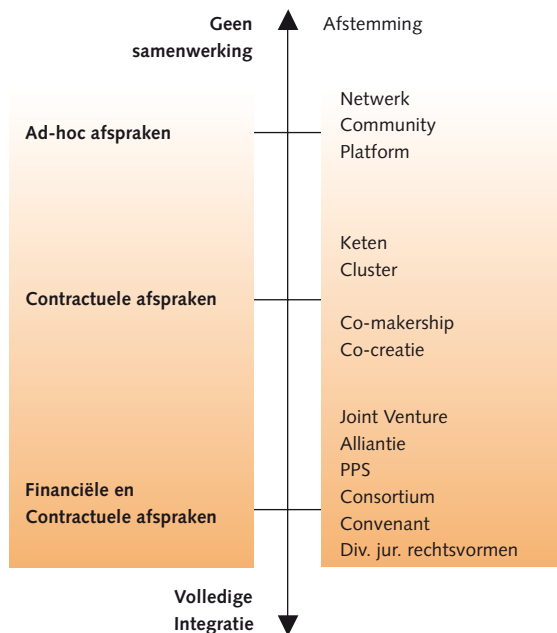 Geen
samenwerking
Afstemming
Ad-hoc afspraken
Netwerk
Community
Platform
Keten
Cluster
Contractuele afspraken
Co-makership
Co-creatie
Joint Venture
Alliantie
PPS
Consortium
Convenant
Div. jur. rechtsvormen
Financiële en
Contractuele afspraken
Volledige
Integratie